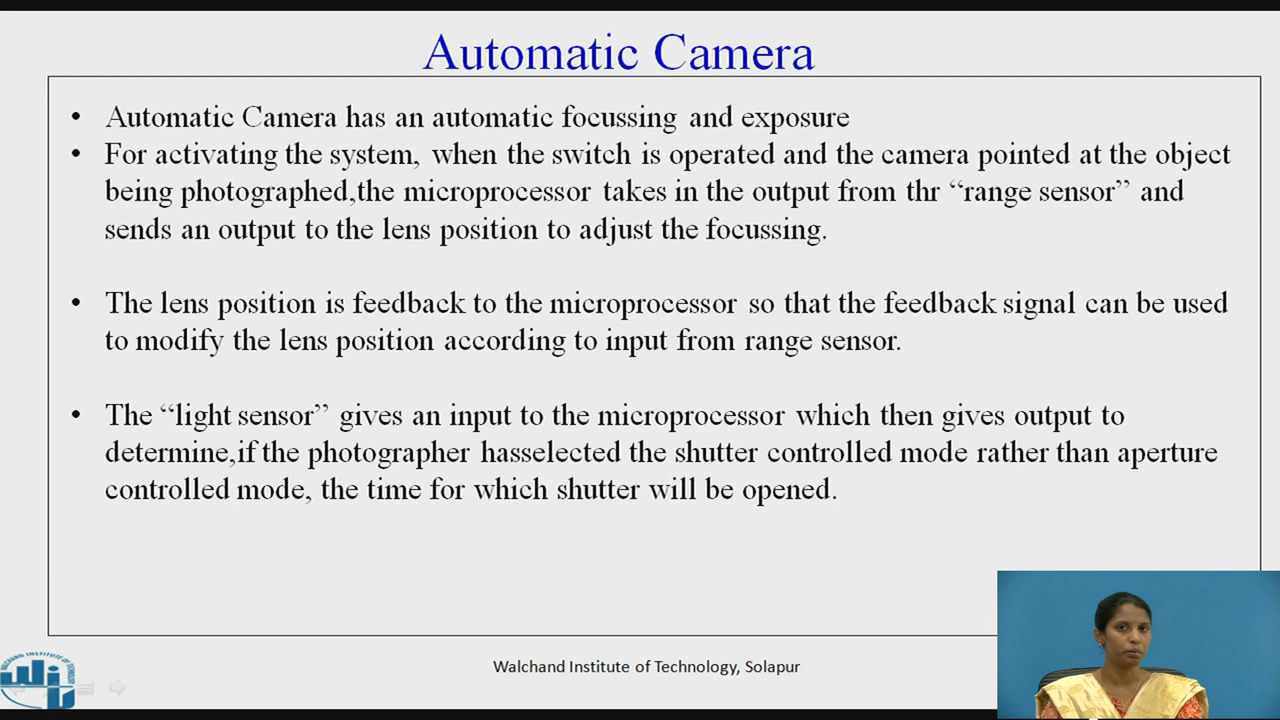 Automatic Camera
• Automatic Camera has an automatic focussing and exposure
• For activating the system, when the switch is operated and the camera pointed at the object
being photographed,the microprocessor takes in the output from thr “range sensor” and
sends an output to the lens position to adjust the focussing.
• The lens position is feedback to the microprocessor so that the feedback signal can be used
to modify the lens position according to input from range sensor.
• The “light sensor” gives an input to the microprocessor which then gives output to
determine,if the photographer hasselected the shutter controlled mode rather than aperture
controlled mode, the time for which shutter will be opened.
Walchand Institute of Technology, Solapur